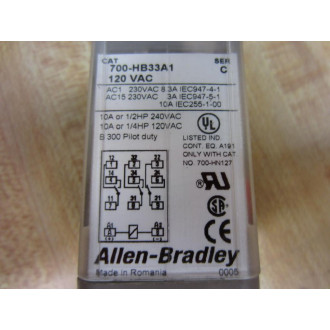 CAT SER
700-HB33A1 C
120 VAC
AC1 230VAC 8.3A IEC947-4-1
AC15 230VAC 3A IEC947-5-1
10A IEC255-1-00
10A or 1/2HP 240VAC
10A or 1/4HP 120VAC
B 300 Pilot duty
IND.
CONT. EQ. A191
ONLY WITH CAT
NO. 700-HN127
Allen-Bradley
Made in Romania 0005